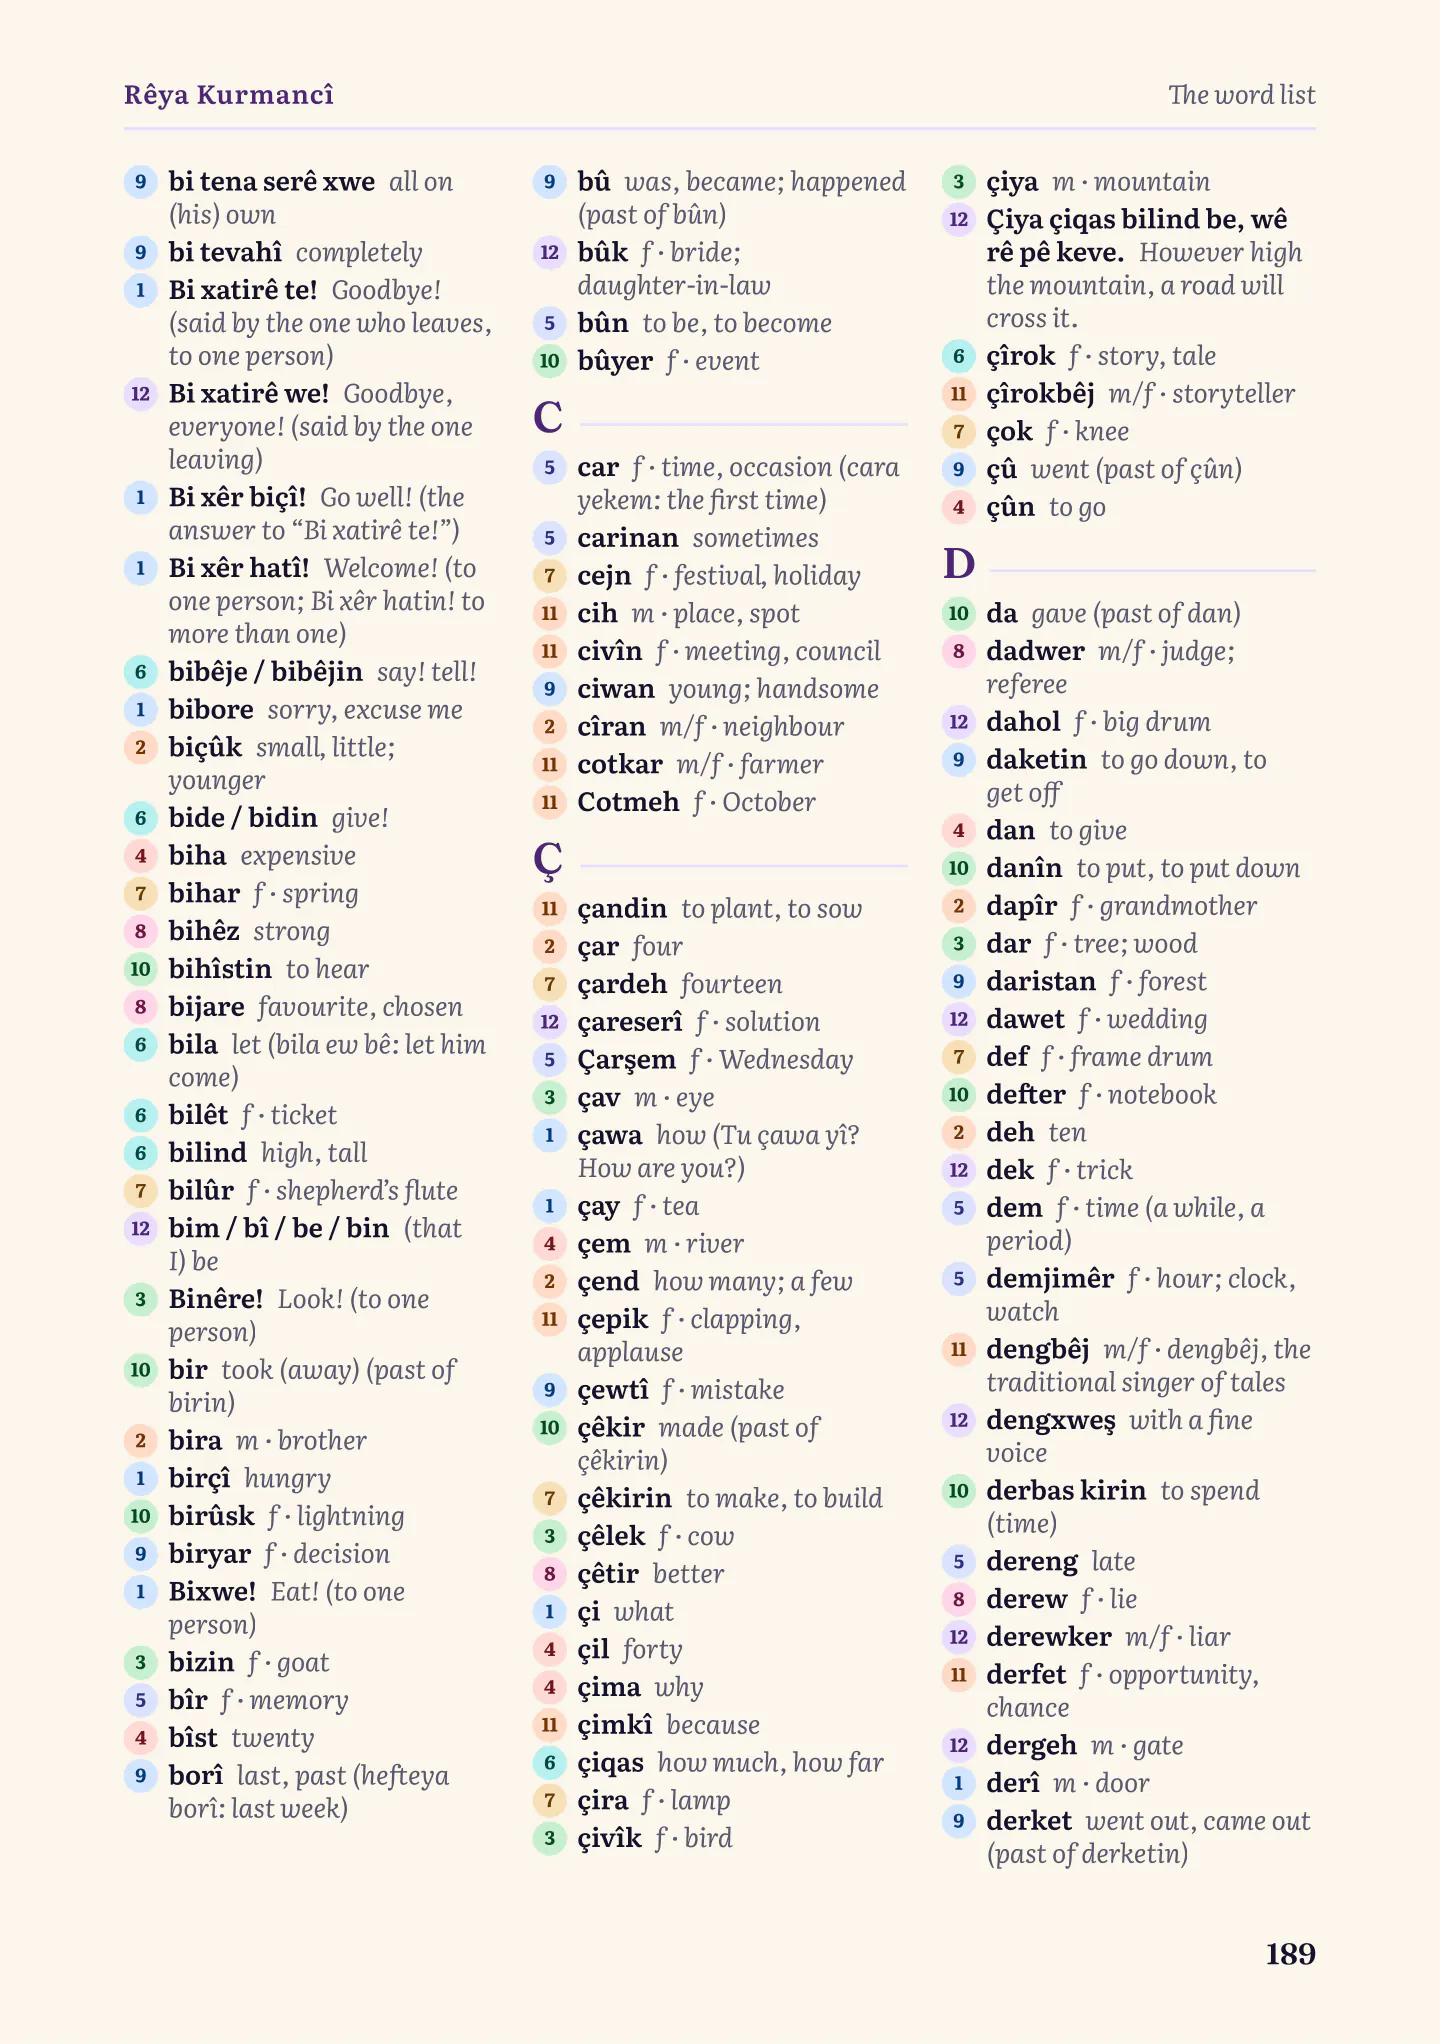 Rêya Kurmancî
The word list
9 bi tena serê xwe all on
(his) own
9 bi tevahî completely
1 Bi xatirê te! Goodbye!
(said by the one who leaves,
to one person)
12 Bi xatirê we! Goodbye,
everyone! (said by the one
leaving)
1 Bi xêr biçî! Go well! (the
answer to “Bi xatirê te!”)
1 Bi xêr hatî! Welcome! (to
one person; Bi xêr hatin! to
more than one)
6 bibêje / bibêjin say! tell!
1 bibore sorry, excuse me
2 biçûk small, little;
younger
6 bide / bidin give!
4 biha expensive
7 bihar f · spring
8 bihêz strong
10 bihîstin to hear
8 bijare favourite, chosen
6 bila let (bila ew bê: let him
come)
6 bilêt f · ticket
6 bilind high, tall
7 bilûr f · shepherd’s flute
12 bim / bî / be / bin (that
I) be
3 Binêre! Look! (to one
person)
10 bir took (away) (past of
birin)
2 bira m · brother
1 birçî hungry
10 birûsk f · lightning
9 biryar f · decision
1 Bixwe! Eat! (to one
person)
3 bizin f · goat
5 bîr f · memory
4 bîst twenty
9 borî last, past (hefteya
borî: last week)
9 bû was, became; happened
(past of bûn)
12 bûk f · bride;
daughter-in-law
5 bûn to be, to become
10 bûyer f · event
C
5 car f · time, occasion (cara
yekem: the first time)
5 carinan sometimes
7 cejn f · festival, holiday
11 cih m · place, spot
11 civîn f · meeting, council
9 ciwan young; handsome
2 cîran m/f · neighbour
11 cotkar m/f · farmer
11 Cotmeh f · October
Ç
11 çandin to plant, to sow
2 çar four
7 çardeh fourteen
12 çareserî f · solution
5 Çarşem f · Wednesday
3 çav m · eye
1 çawa how (Tu çawa yî?
How are you?)
1 çay f · tea
4 çem m · river
2 çend how many; a few
11 çepik f · clapping,
applause
9 çewtî f · mistake
10 çêkir made (past of
çêkirin)
7 çêkirin to make, to build
3 çêlek f · cow
8 çêtir better
1 çi what
4 çil forty
4 çima why
11 çimkî because
6 çiqas how much, how far
7 çira f · lamp
3 çivîk f · bird
3 çiya m · mountain
12 Çiya çiqas bilind be, wê
rê pê keve. However high
the mountain, a road will
cross it.
6 çîrok f · story, tale
11 çîrokbêj m/f · storyteller
7 çok f · knee
9 çû went (past of çûn)
4 çûn to go
D
10 da gave (past of dan)
8 dadwer m/f · judge;
referee
12 dahol f · big drum
9 daketin to go down, to
get off
4 dan to give
10 danîn to put, to put down
2 dapîr f · grandmother
3 dar f · tree; wood
9 daristan f · forest
12 dawet f · wedding
7 def f · frame drum
10 defter f · notebook
2 deh ten
12 dek f · trick
5 dem f · time (a while, a
period)
5 demjimêr f · hour; clock,
watch
11 dengbêj m/f · dengbêj, the
traditional singer of tales
12 dengxweş with a fine
voice
10 derbas kirin to spend
(time)
5 dereng late
8 derew f · lie
12 derewker m/f · liar
11 derfet f · opportunity,
chance
12 dergeh m · gate
1 derî m · door
9 derket went out, came out
(past of derketin)
189